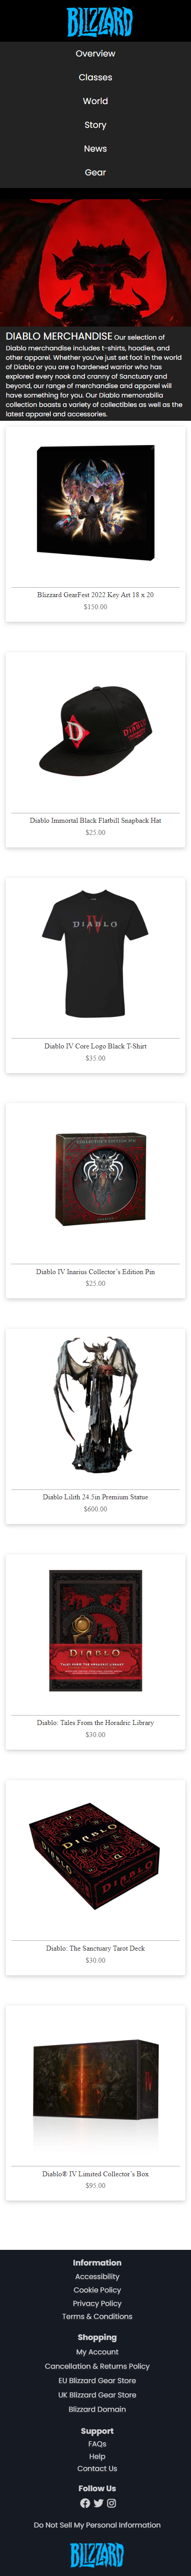 BLIZZARD
Overview
Classes
World
Story
News
Gear
DIABLO MERCHANDISE Our selection of
Diablo merchandise includes t-shirts, hoodies, and
other apparel. Whether you've just set foot in the world
of Diablo or you are a hardened warrior who has
explored every nook and cranny of Sanctuary and
beyond, our range of merchandise and apparel will
have something for you. Our Diablo memorabilia
collection boasts a variety of collectibles as well as the
latest apparel and accessories.
Blizzard GearFest 2022 Key Art 18 x 20
$150.00
D
DIABLO
Diablo Immortal Black Flatbill Snapback Hat
$25.00
IV
DIABLO
Diablo IV Core Logo Black T-Shirt
$35.00
COLLECTOR'S EDITION PIN
Diablo IV Inarius Collector's Edition Pin
$25.00
Diablo Lilith 24.5in Premium Statue
$600.00
DIABLO
TALES FROM THE HORADRIC LIBRARY
Diablo: Tales From the Horadric Library
$30.00
DIABLO
DIABLO
Diablo: The Sanctuary Tarot Deck
$30.00
Diablo® IV Limited Collector's Box
$95.00
Information
Accessibility
Cookie Policy
Privacy Policy
Terms & Conditions
Shopping
My Account
Cancellation & Returns Policy
EU Blizzard Gear Store
UK Blizzard Gear Store
Blizzard Domain
Support
FAQs
Help
Contact Us
Follow Us
Do Not Sell My Personal Information
BLIZZARD